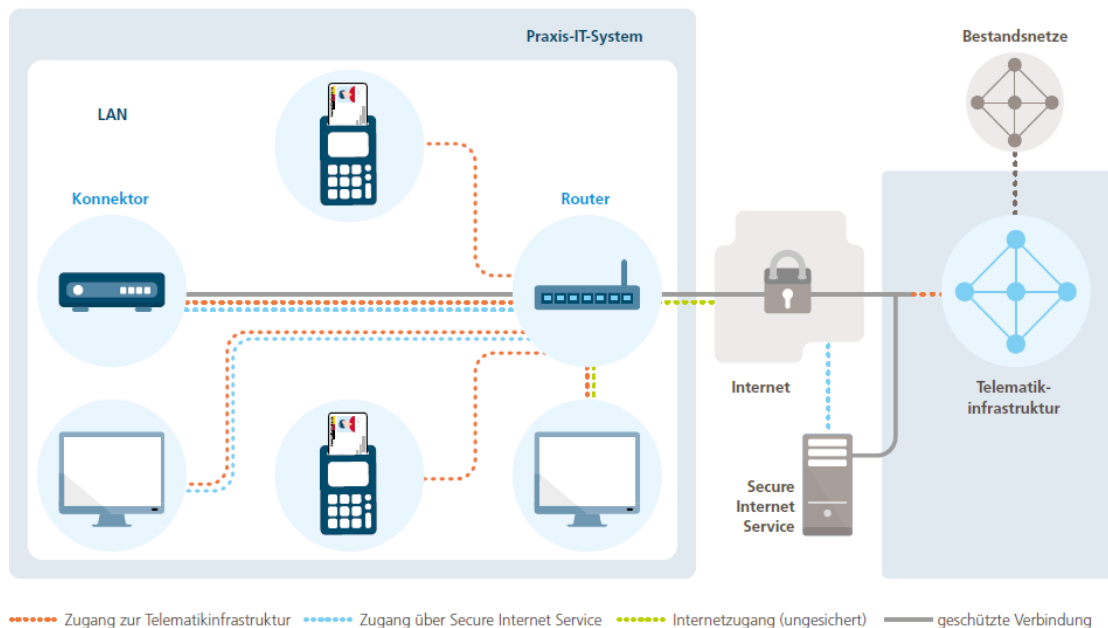 Praxis-IT-System
Bestandsnetze
LAN
Konnektor
Router
Internet
Telematik-
infrastruktur
Secure
Internet
Service
Zugang zur Telematikinfrastruktur
Zugang über Secure Internet Service
Internetzugang (ungesichert)
geschützte Verbindung